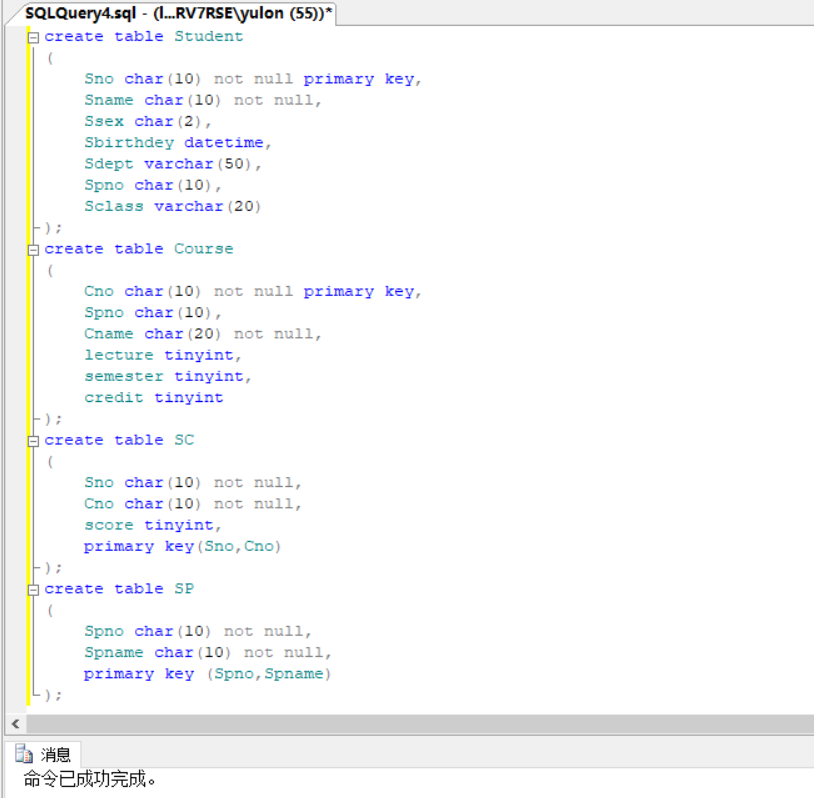 SQLQuery4.sql - (l...RV7RSE\yulon (55))*
create table Student
(
Sno char(10) not null primary key,
Sname char(10) not null,
Ssex char(2),
Sbirthdey datetime,
Sdept varchar(50),
Spno char(10),
Sclass varchar(20)
);
create table Course
(
Cno char(10) not null primary key,
Spno char(10),
Cname char(20) not null,
lecture tinyint,
semester tinyint,
credit tinyint
);
create table SC
(
Sno char(10) not null,
Cno char(10) not null,
score tinyint,
primary key(Sno,Cno)
);
create table SP
(
Spno char(10) not null,
Spname char(10) not null,
primary key (Spno,Spname)
);
消息
命令已成功完成。